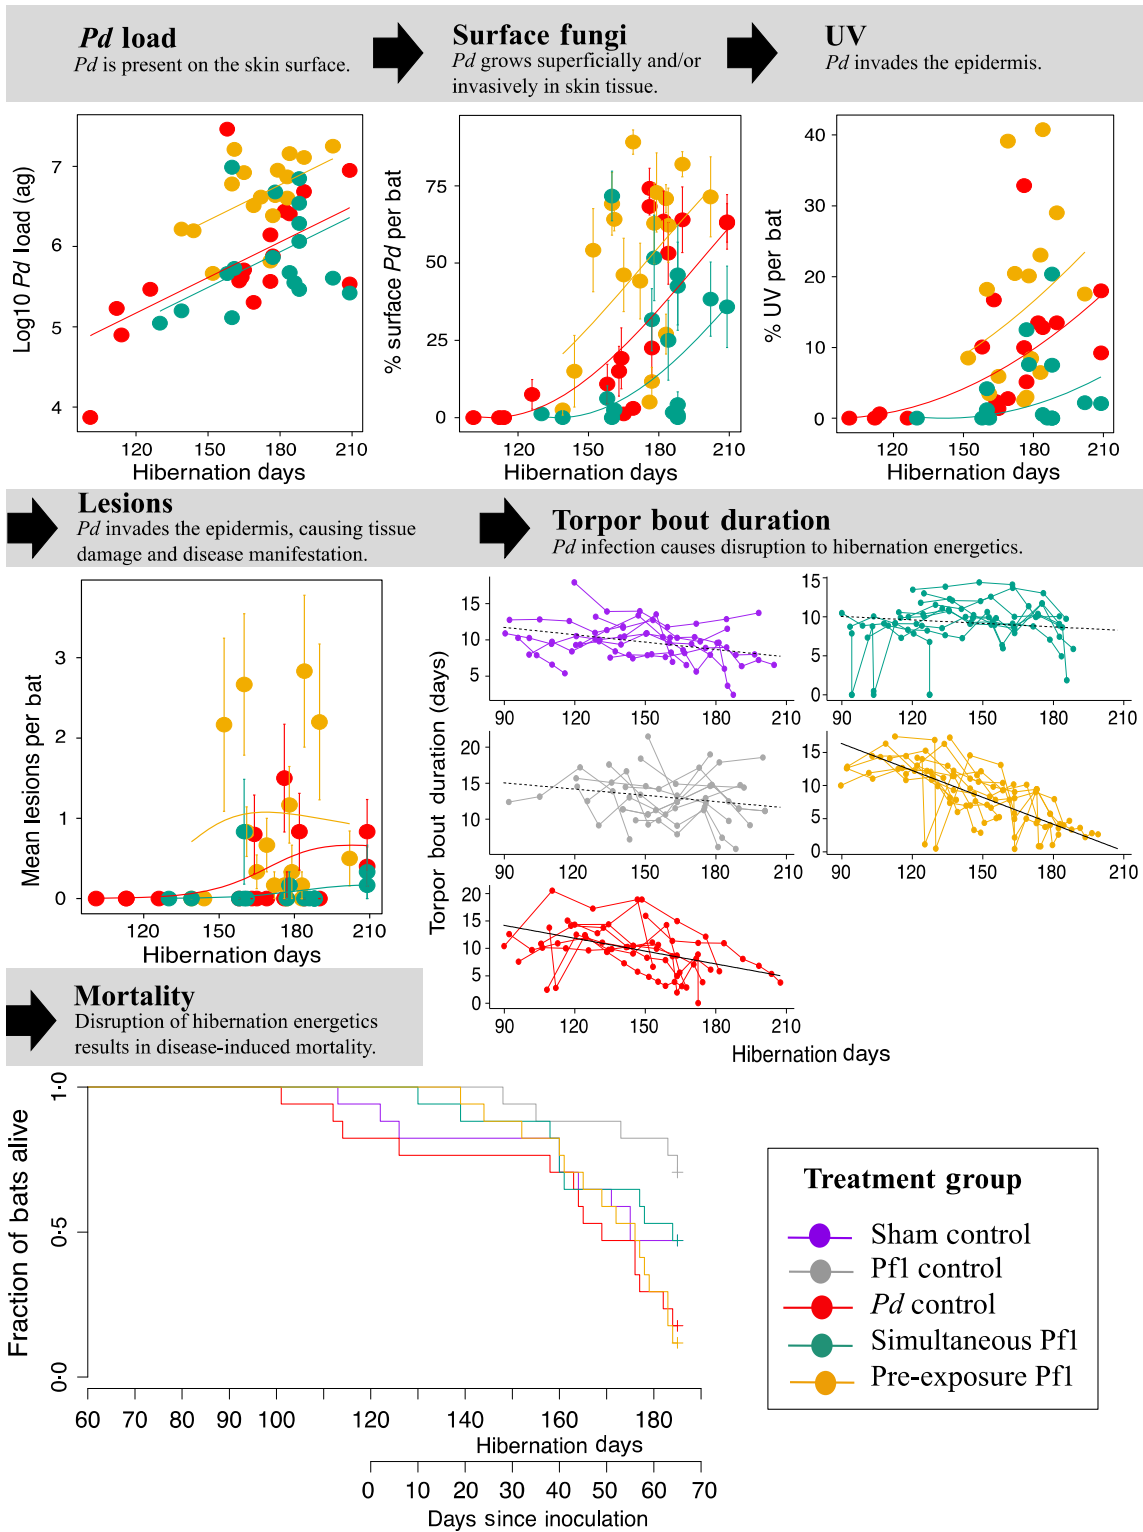 Pd load
Pd is present on the skin surface.
Surface fungi
Pd grows superficially and/or
invasively in skin tissue.
UV
Pd invades the epidermis.
Log10 Pd load (ag)
7
6
5
4
120 150 180 210
Hibernation days
% surface Pd per bat
75
50
25
0
120 150 180 210
Hibernation days
% UV per bat
40
30
20
10
0
120 150 180 210
Hibernation days
Lesions
Pd invades the epidermis, causing tissue
damage and disease manifestation.
Torpor bout duration
Pd infection causes disruption to hibernation energetics.
Mean lesions per bat
3
2
1
0
120 150 180 210
Hibernation days
Torpor bout duration (days)
15
10
5
90 120 150 180 210
15
10
5
0
90 120 150 180 210
20
15
10
90 120 150 180 210
15
10
5
0
90 120 150 180 210
20
15
10
5
0
90 120 150 180 210
Hibernation days
Mortality
Disruption of hibernation energetics
results in disease-induced mortality.
Fraction of bats alive
1·0
0·5
0·0
60 70 80 90 100 120 140 160 180
Hibernation days
0 10 20 30 40 50 60 70
Days since inoculation
Treatment group
Sham control
Pf1 control
Pd control
Simultaneous Pf1
Pre-exposure Pf1